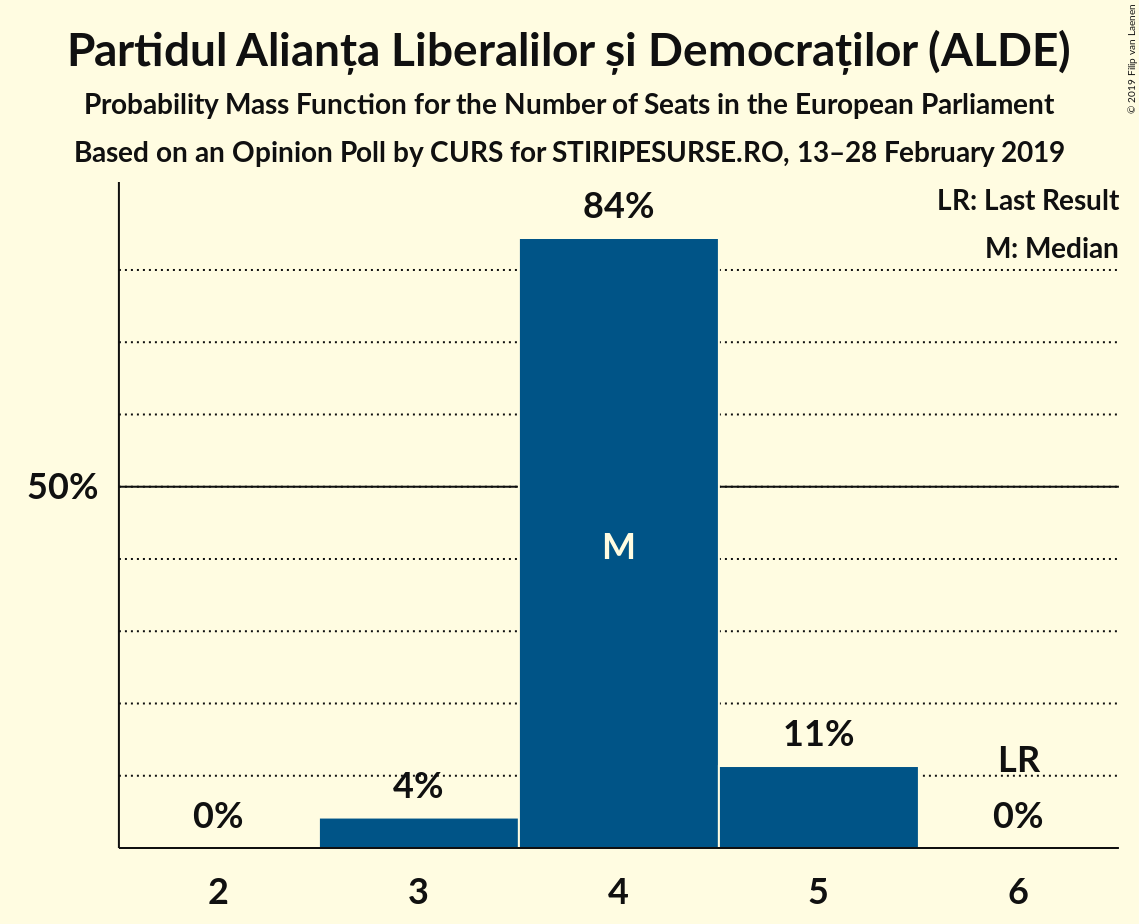 Partidul Alianța Liberalilor și Democraților (ALDE)
Probability Mass Function for the Number of Seats in the European Parliament
Based on an Opinion Poll by CURS for STIRIPESURSE.RO, 13–28 February 2019
© 2019 Filip van Laenen
LR: Last Result
M: Median
84%
50%
M
11%
LR
4%
0%
0%
2 3 4 5 6